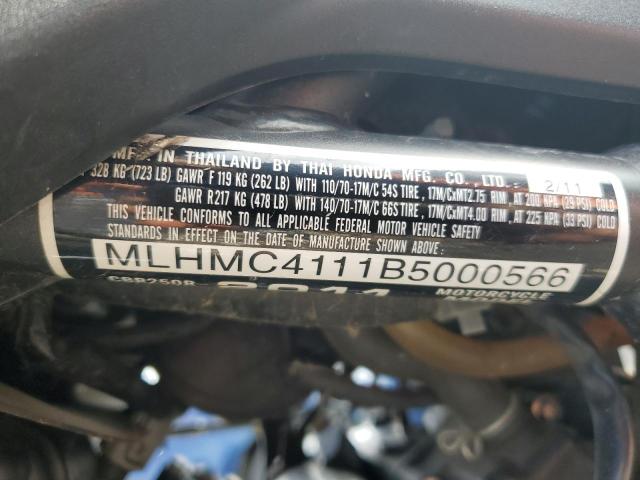 MFD. IN THAILAND BY THAI HONDA MFG. CO., LTD. 2/11
328 KG (723 LB) GAWR F 119 KG (262 LB) WITH 110/70-17M/C 54S TIRE, 17M/CxMT2.75 RIM, AT 200 KPA (29 PSI) COLD
GAWR R 217 KG (478 LB) WITH 140/70-17M/C 66S TIRE, 17M/CxMT4.00 RIM, AT 225 KPA (33 PSI) COLD
THIS VEHICLE CONFORMS TO ALL APPLICABLE FEDERAL MOTOR VEHICLE SAFETY
STANDARDS IN EFFECT ON THE DATE OF MANUFACTURE SHOWN ABOVE.
MLHMC4111B5000566
CBR250R 2011 MOTORCYCLE